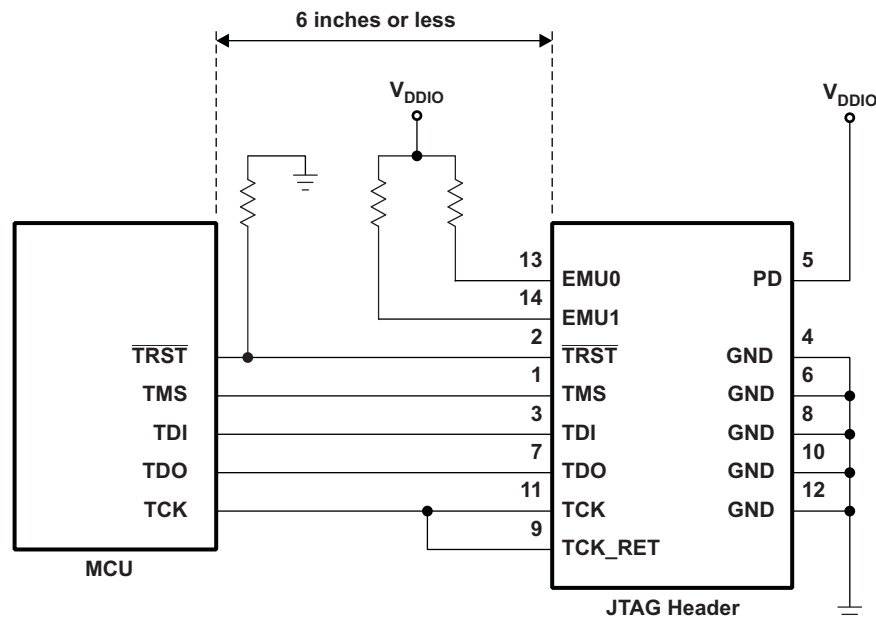 6 inches or less
VDDIO
VDDIO
13
EMU0
5
PD
14
EMU1
2
TRST
TRST
4
GND
1
TMS
TMS
6
GND
3
TDI
TDI
8
GND
7
TDO
TDO
10
GND
11
TCK
TCK
12
GND
9
TCK_RET
MCU
JTAG Header